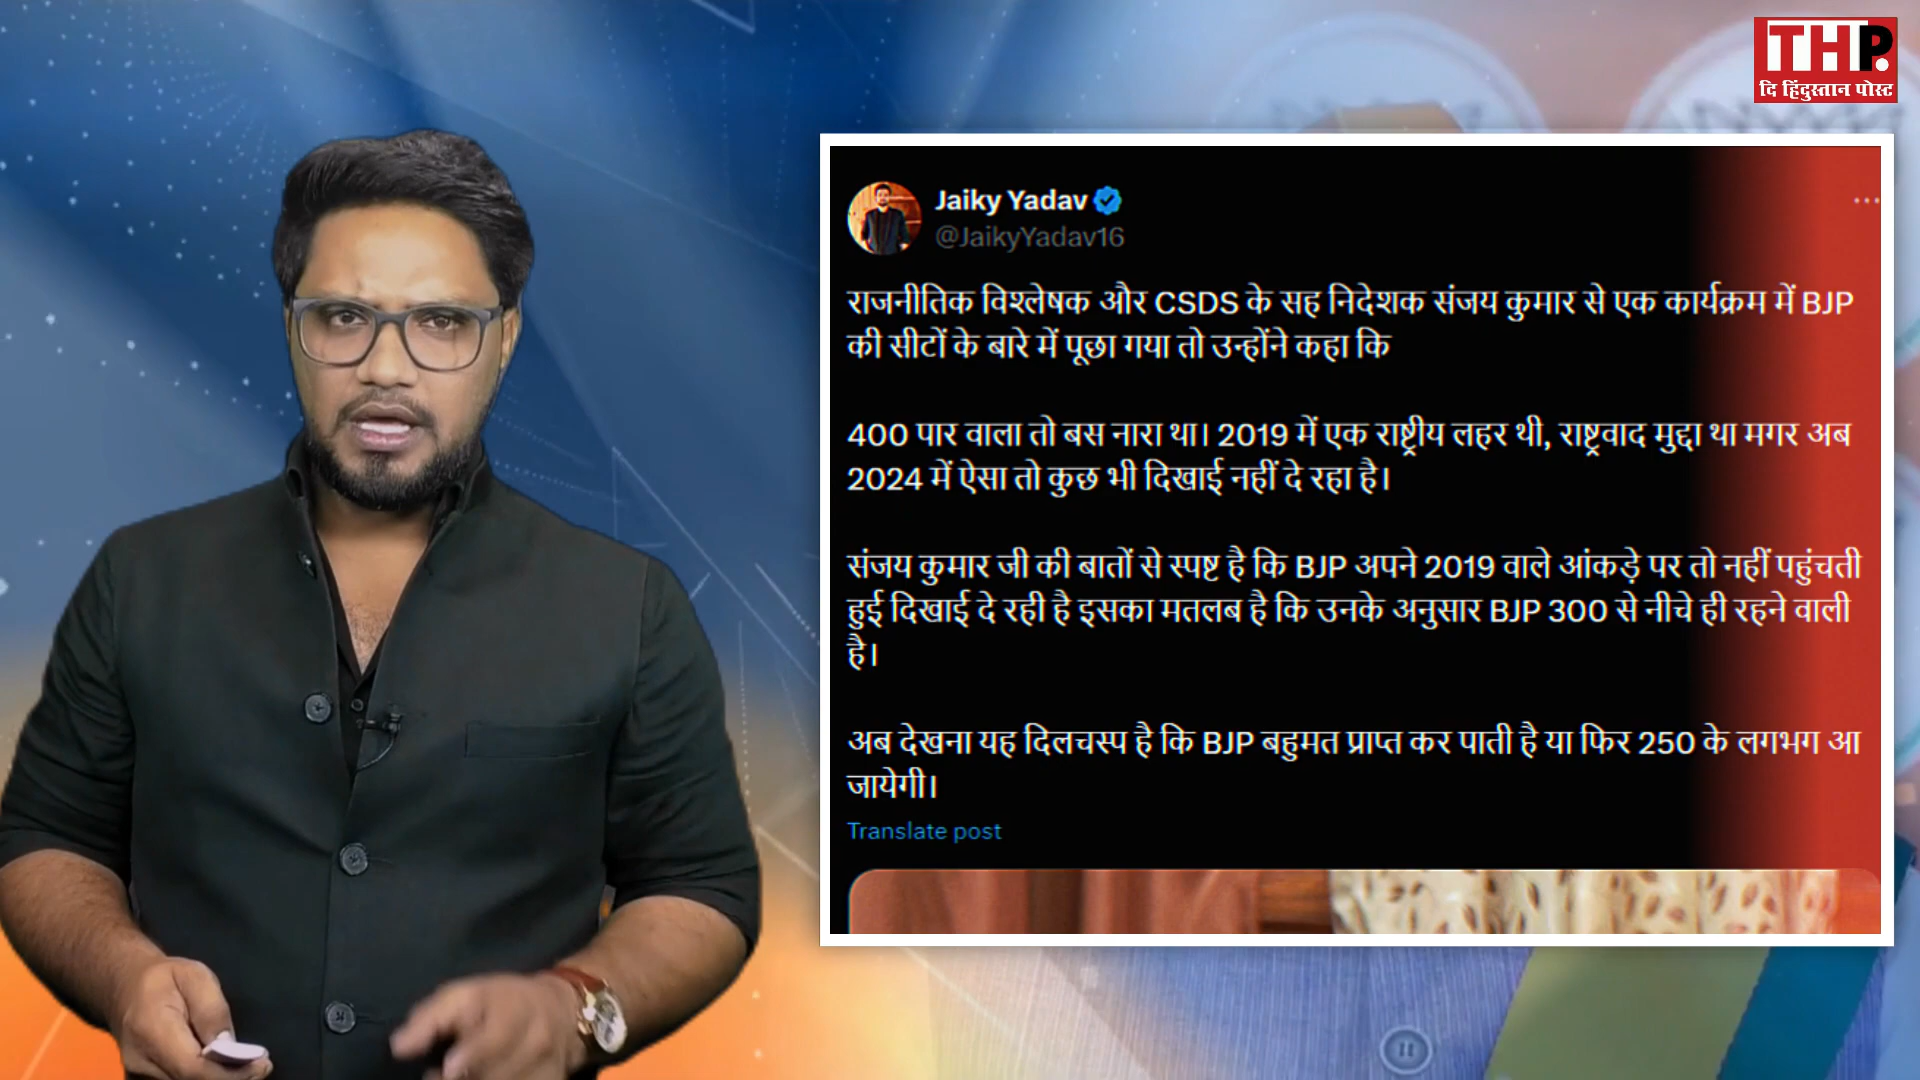 THP.
दि हिंदुस्तान पोस्ट
Jaiky Yadav
@JaikyYadav16
राजनीतिक विश्लेषक और CSDS के सह निदेशक संजय कुमार से एक कार्यक्रम में BJP
की सीटों के बारे में पूछा गया तो उन्होंने कहा कि
400 पार वाला तो बस नारा था। 2019 में एक राष्ट्रीय लहर थी, राष्ट्रवाद मुद्दा था मगर अब
2024 में ऐसा तो कुछ भी दिखाई नहीं दे रहा है।
संजय कुमार जी की बातों से स्पष्ट है कि BJP अपने 2019 वाले आंकड़े पर तो नहीं पहुंचती
हुई दिखाई दे रही है इसका मतलब है कि उनके अनुसार BJP 300 से नीचे ही रहने वाली
है।
अब देखना यह दिलचस्प है कि BJP बहुमत प्राप्त कर पाती है या फिर 250 के लगभग आ
जायेगी।
Translate post